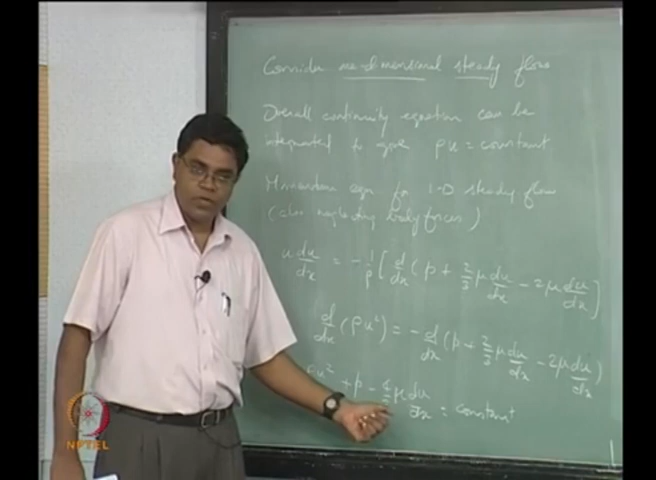 Consider one-dimensional steady flow
Overall continuity equation can be
integrated to give ρu = constant
Momentum eqn for 1-D steady flow
(also neglecting body forces)
u du/dx = -1/ρ [d/dx (p + 2/3 μ du/dx - 2μ du/dx]
d/dx (ρu²) = - d/dx (p + 2/3 μ du/dx - 2μ du/dx)
ρu² + p - 4/3 μ du/dx = constant
NPTEL